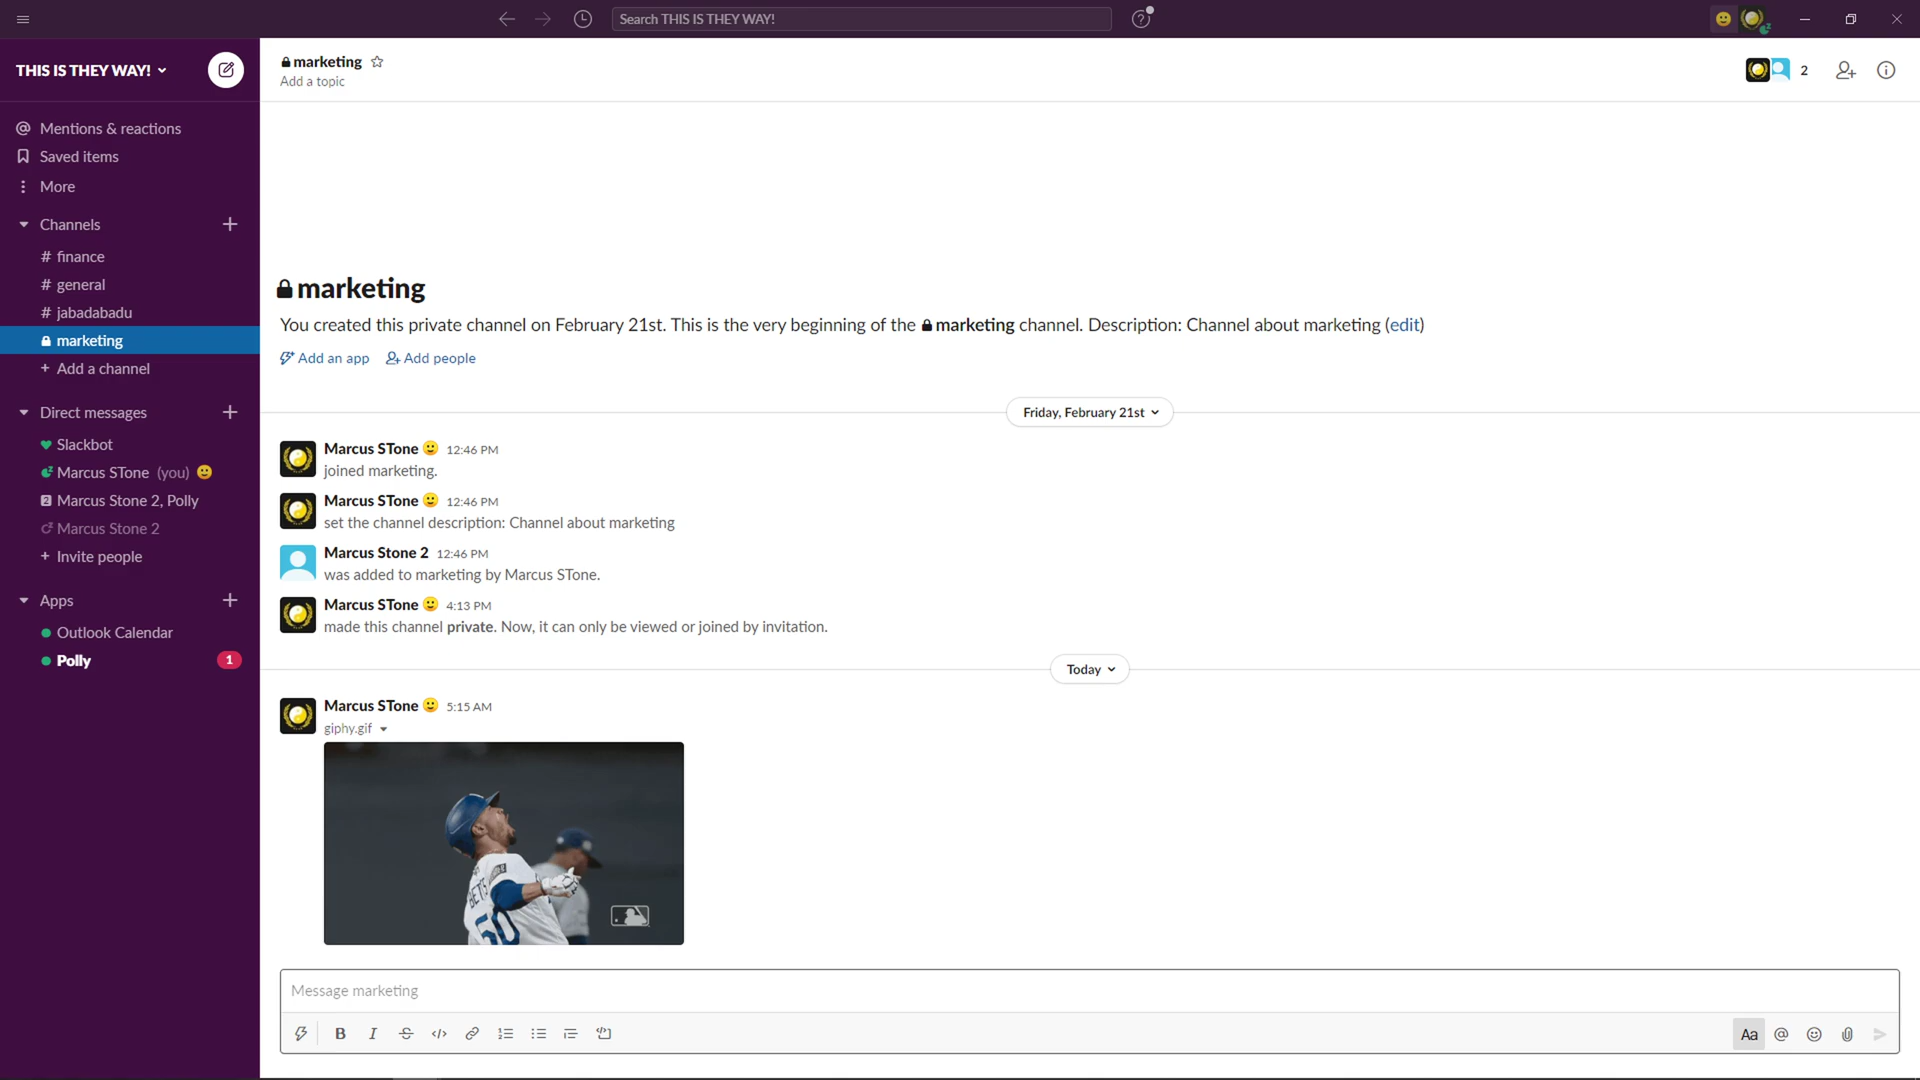 Search THIS IS THEY WAY!
THIS IS THEY WAY!
Mentions & reactions
Saved items
More
Channels
# finance
# general
# jabadabadu
marketing
+ Add a channel
Direct messages
Slackbot
Marcus STone (you)
2 Marcus Stone 2, Polly
Marcus Stone 2
+ Invite people
Apps
Outlook Calendar
Polly 1
marketing
Add a topic
2
marketing
You created this private channel on February 21st. This is the very beginning of the marketing channel. Description: Channel about marketing (edit)
Add an app Add people
Friday, February 21st
Marcus STone 12:46 PM
joined marketing.
Marcus STone 12:46 PM
set the channel description: Channel about marketing
Marcus Stone 2 12:46 PM
was added to marketing by Marcus STone.
Marcus STone 4:13 PM
made this channel private. Now, it can only be viewed or joined by invitation.
Today
Marcus STone 5:15 AM
giphy.gif
BETTS
50
Message marketing
B I S </> Aa @